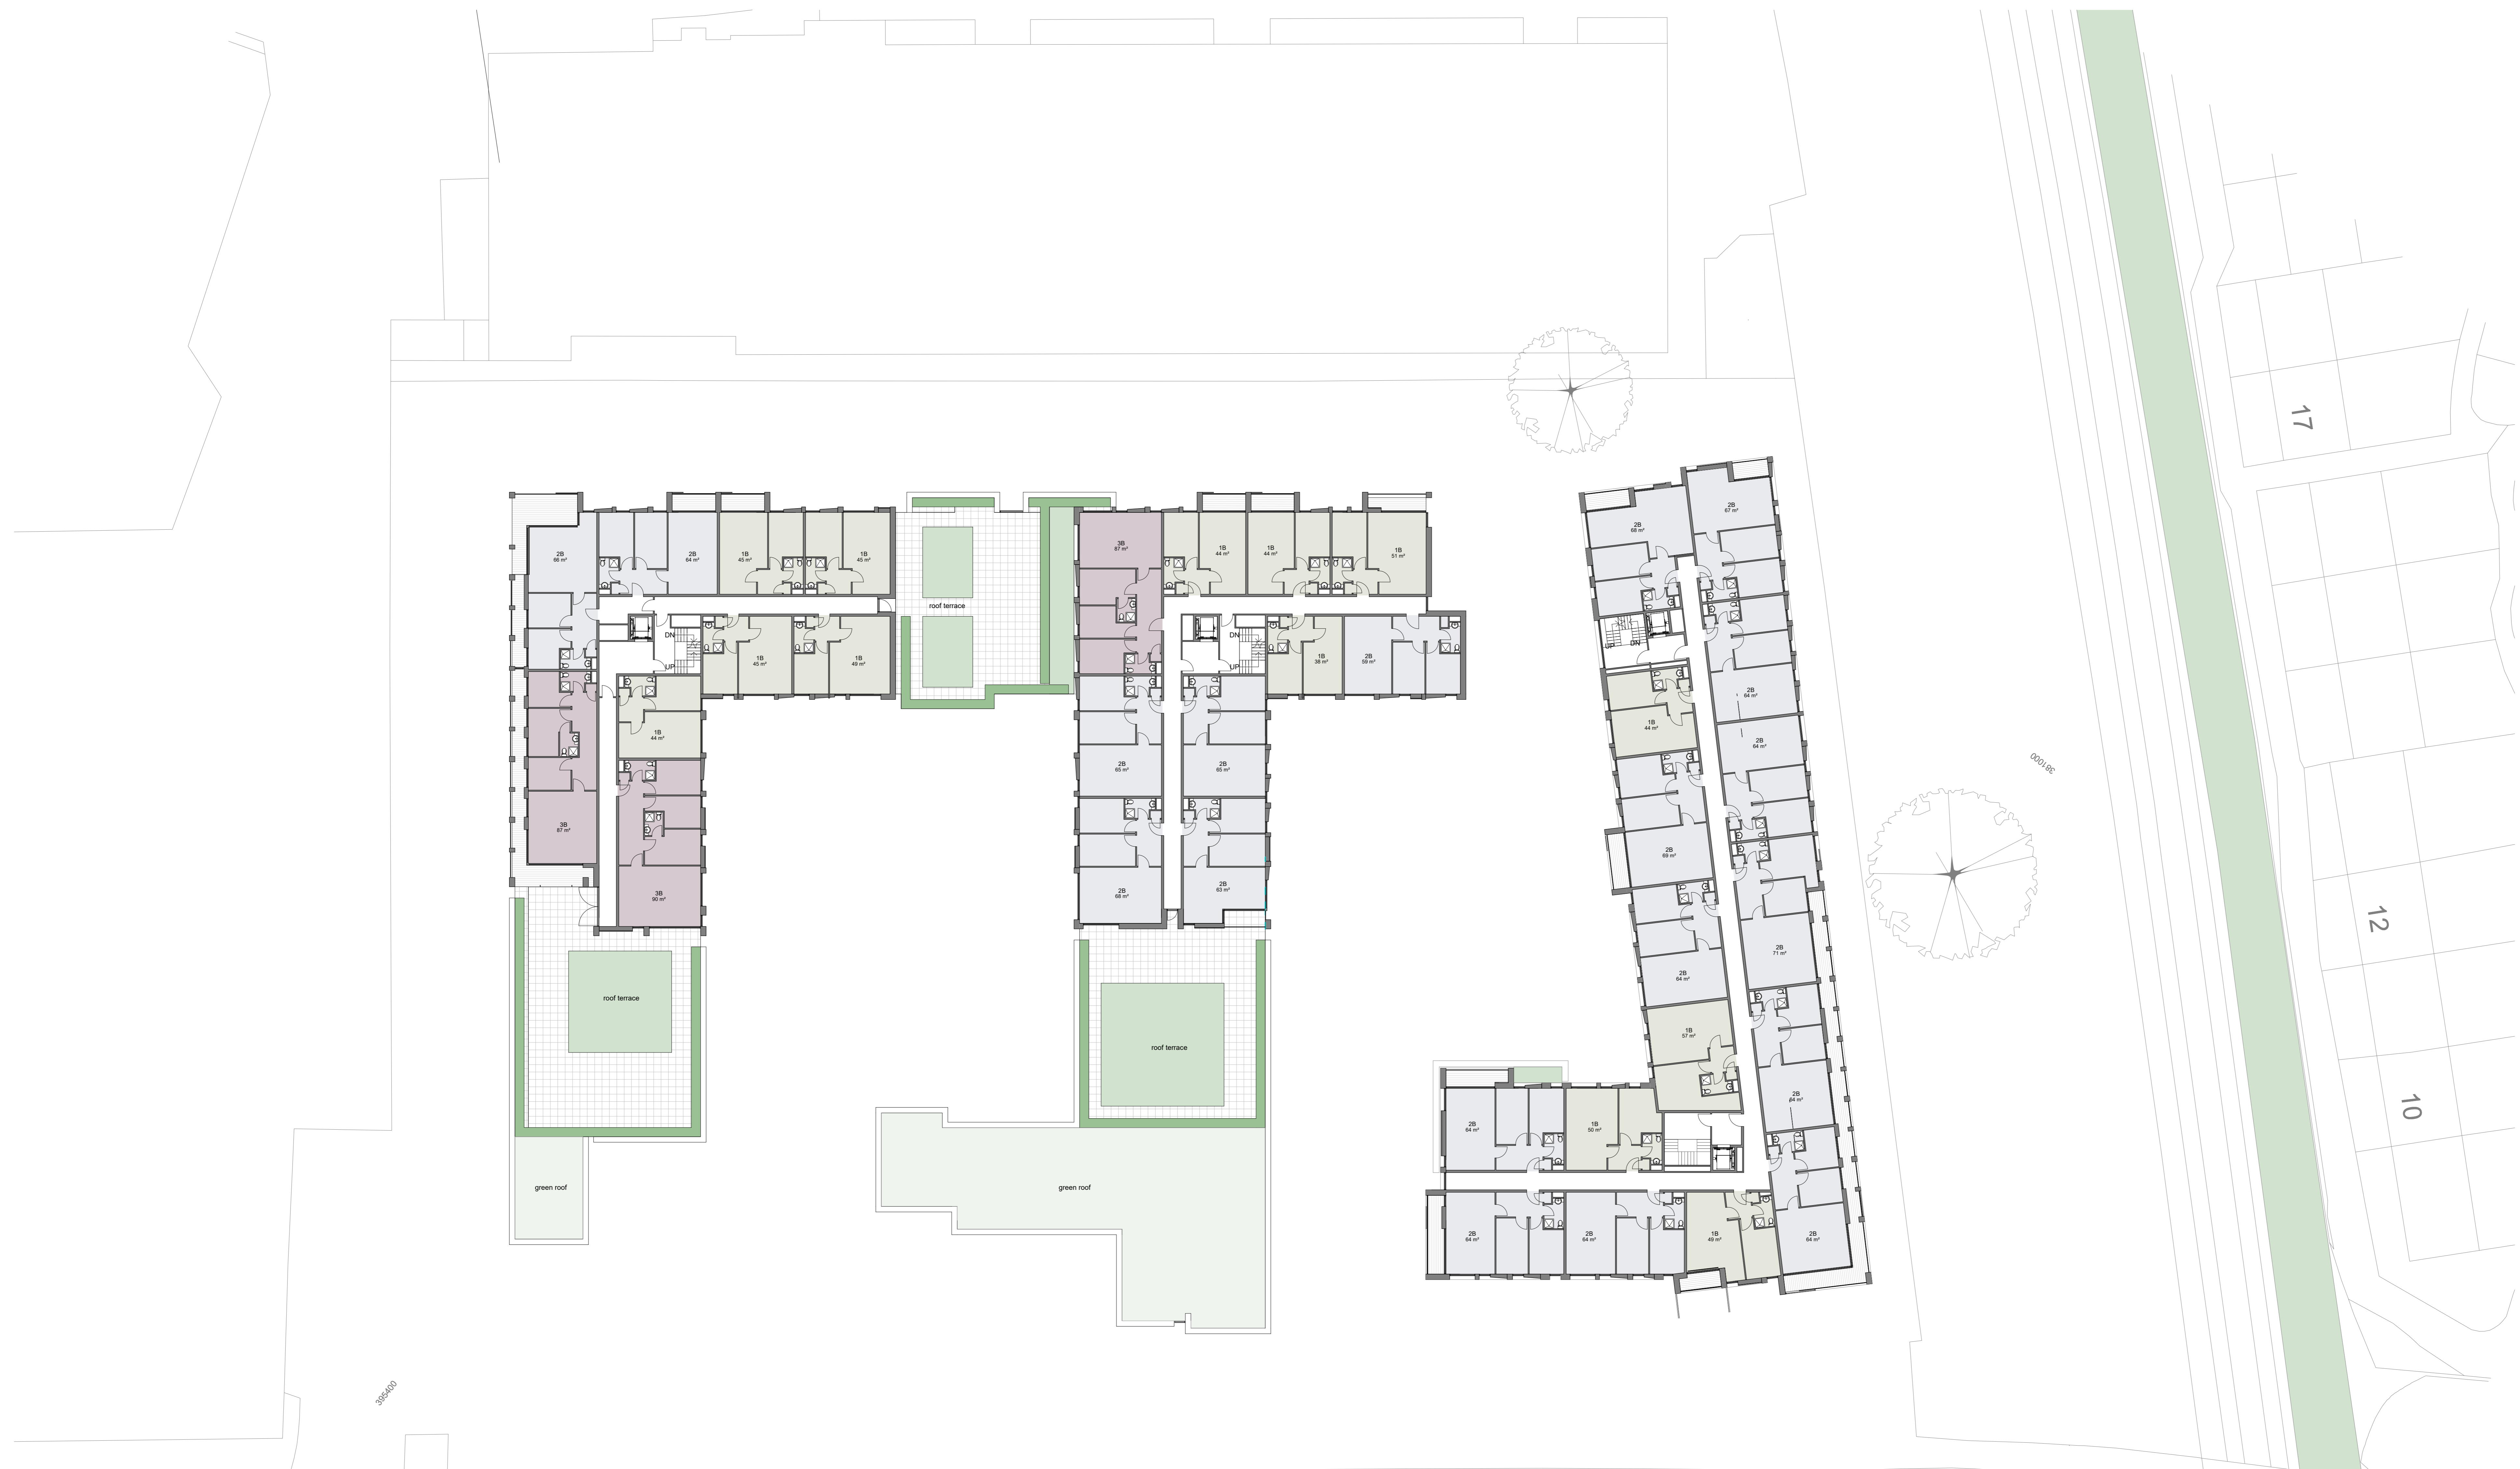 17
12
10
381000
395400
2B
66 m²
2B
64 m²
1B
45 m²
1B
45 m²
DN
UP
1B
45 m²
1B
49 m²
1B
44 m²
3B
87 m²
3B
90 m²
roof terrace
roof terrace
green roof
3B
87 m²
1B
44 m²
1B
44 m²
1B
51 m²
DN
UP
1B
38 m²
2B
59 m²
2B
65 m²
2B
65 m²
2B
68 m²
2B
63 m²
roof terrace
green roof
2B
68 m²
2B
67 m²
DN
UP
1B
44 m²
2B
64 m²
2B
64 m²
2B
69 m²
2B
71 m²
2B
64 m²
1B
57 m²
2B
64 m²
2B
64 m²
1B
50 m²
2B
64 m²
2B
64 m²
1B
49 m²
2B
64 m²